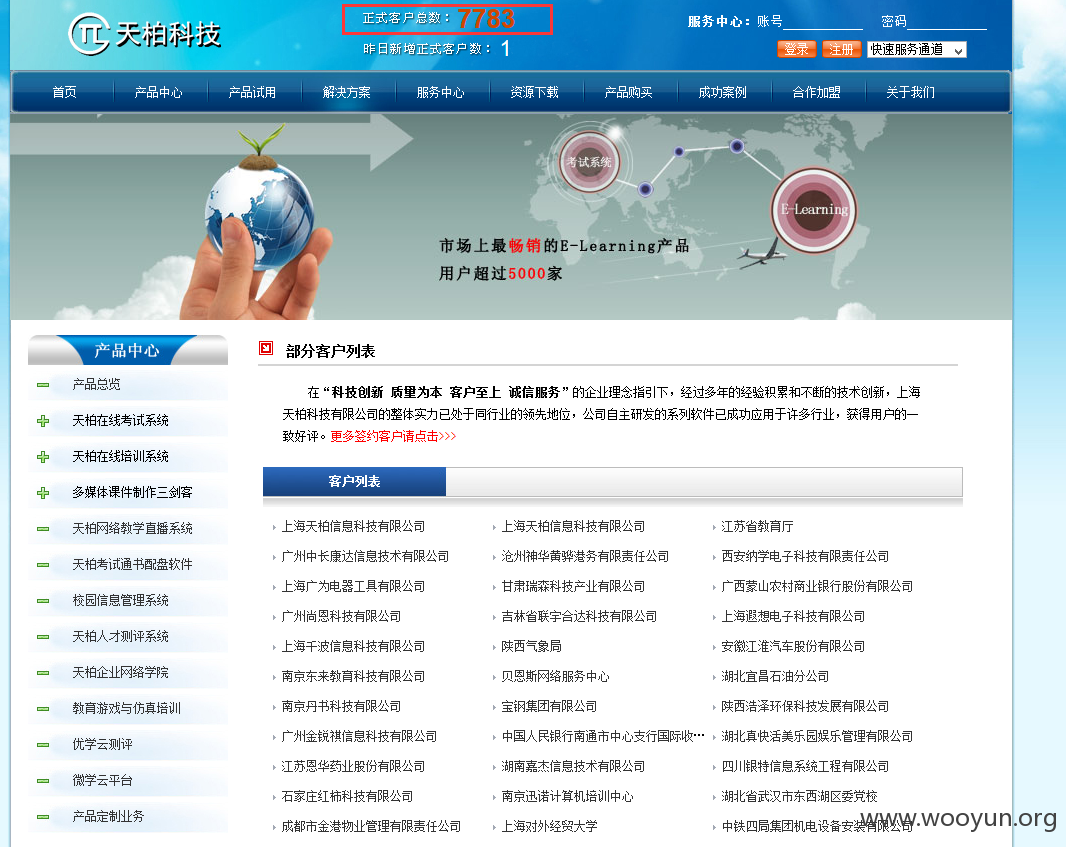 天柏科技
正式客户总数：7783
昨日新增正式客户数：1
服务中心：账号 密码
登录 注册 快速服务通道
首页 产品中心 产品试用 解决方案 服务中心 资源下载 产品购买 成功案例 合作加盟 关于我们
考试系统
E-Learning
市场上最畅销的E-Learning产品
用户超过5000家
产品中心
产品总览
天柏在线考试系统
天柏在线培训系统
多媒体课件制作三剑客
天柏网络教学直播系统
天柏考试通书配盘软件
校园信息管理系统
天柏人才测评系统
天柏企业网络学院
教育游戏与仿真培训
优学云测评
微学云平台
产品定制业务
部分客户列表
在“科技创新 质量为本 客户至上 诚信服务”的企业理念指引下，经过多年的经验积累和不断的技术创新，上海
天柏科技有限公司的整体实力已处于同行业的领先地位，公司自主研发的系列软件已成功应用于许多行业，获得用户的一
致好评。更多签约客户请点击>>>
客户列表
上海天柏信息科技有限公司 上海天柏信息科技有限公司 江苏省教育厅
广州中长康达信息技术有限公司 沧州神华黄骅港务有限责任公司 西安纳学电子科技有限责任公司
上海广为电器工具有限公司 甘肃瑞森科技产业有限公司 广西蒙山农村商业银行股份有限公司
广州尚恩科技有限公司 吉林省联宇合达科技有限公司 上海遐想电子科技有限公司
上海千波信息科技有限公司 陕西气象局 安徽江淮汽车股份有限公司
南京东来教育科技有限公司 贝恩斯网络服务中心 湖北宜昌石油分公司
南京丹书科技有限公司 宝钢集团有限公司 陕西洁泽环保科技发展有限公司
广州金锐祺信息科技有限公司 中国人民银行南通市中心支行国际收… 湖北真快活美乐园娱乐管理有限公司
江苏恩华药业股份有限公司 湖南嘉杰信息技术有限公司 四川银特信息系统工程有限公司
石家庄红柿科技有限公司 南京迅诺计算机培训中心 湖北省武汉市东西湖区委党校
成都市金港物业管理有限责任公司 上海对外经贸大学 中铁四局集团机电设备安装有限公司
www.wooyun.org